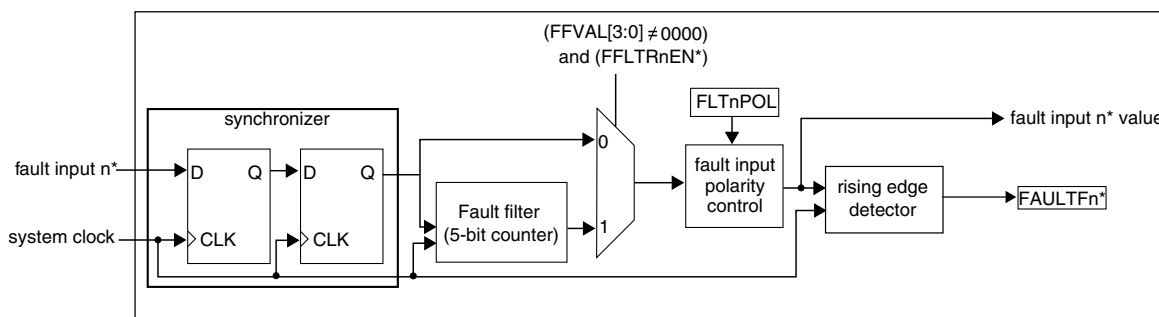 (FFVAL[3:0] ≠ 0000)
and (FFLTRnEN*)
FLTnPOL
synchronizer
fault input n*
D
Q
D
Q
system clock
CLK
CLK
Fault filter
(5-bit counter)
0
1
fault input
polarity
control
fault input n* value
rising edge
detector
FAULTFn*